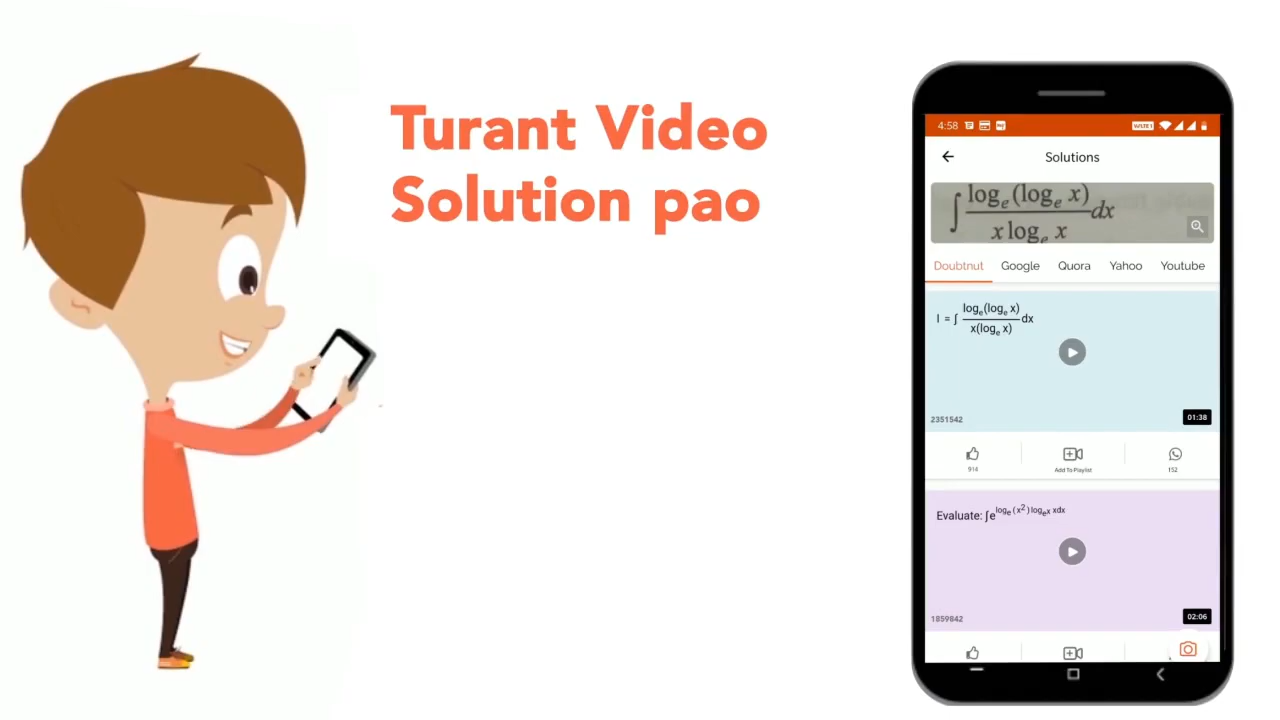 Turant Video
Solution pao
4:58
Solutions
∫ logₑ (logₑ x) / x logₑ x dx
Doubtnut Google Quora Yahoo Youtube
I = ∫ logₑ(logₑ x) / x(logₑ x) dx
2351542 01:38
914 Add To Playlist 152
Evaluate: ∫e^logₑ (x²) logₑx xdx
1859842 02:06